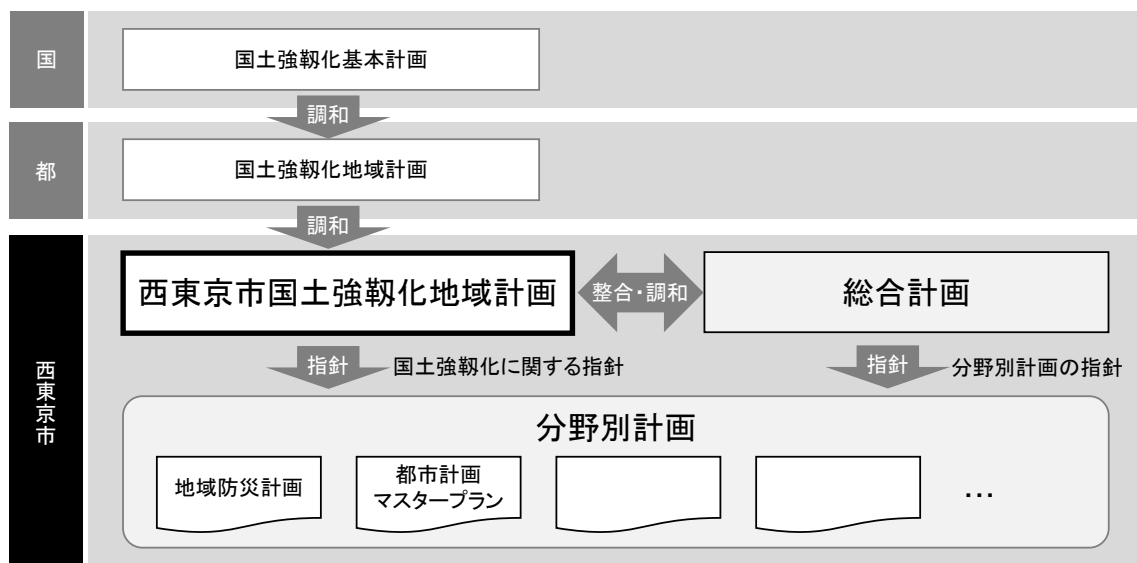 国
国土強靱化基本計画
調和
都
国土強靱化地域計画
調和
西東京市
西東京市国土強靱化地域計画
整合・調和
総合計画
指針
国土強靱化に関する指針
指針
分野別計画の指針
分野別計画
地域防災計画
都市計画
マスタープラン
…